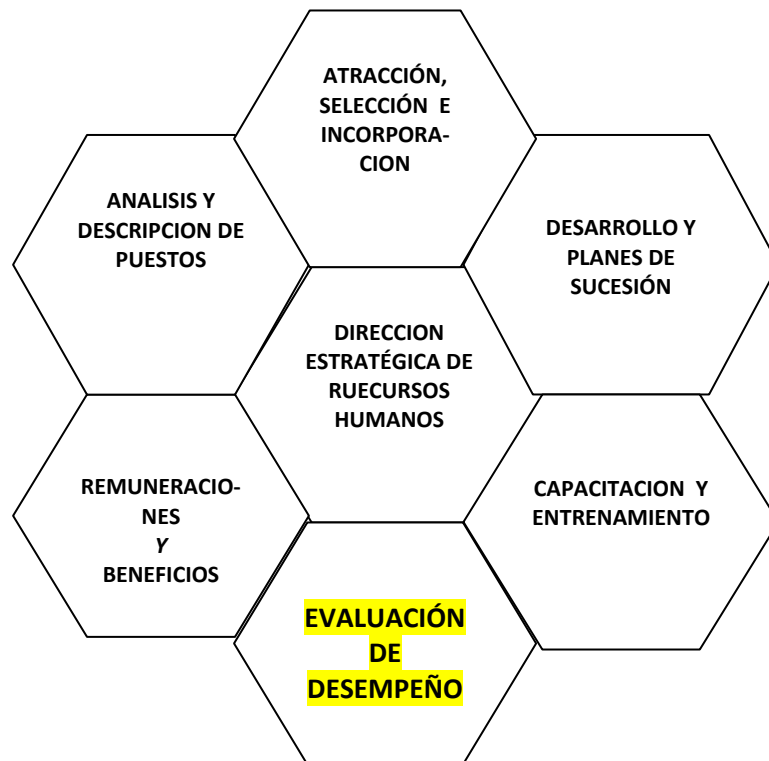 ATRACCIÓN,
SELECCIÓN E
INCORPORA-
CION
ANALISIS Y
DESCRIPCION DE
PUESTOS
DESARROLLO Y
PLANES DE
SUCESIÓN
DIRECCION
ESTRATÉGICA DE
RUECURSOS
HUMANOS
REMUNERACIO-
NES
Y
BENEFICIOS
CAPACITACION Y
ENTRENAMIENTO
EVALUACIÓN
DE
DESEMPEÑO